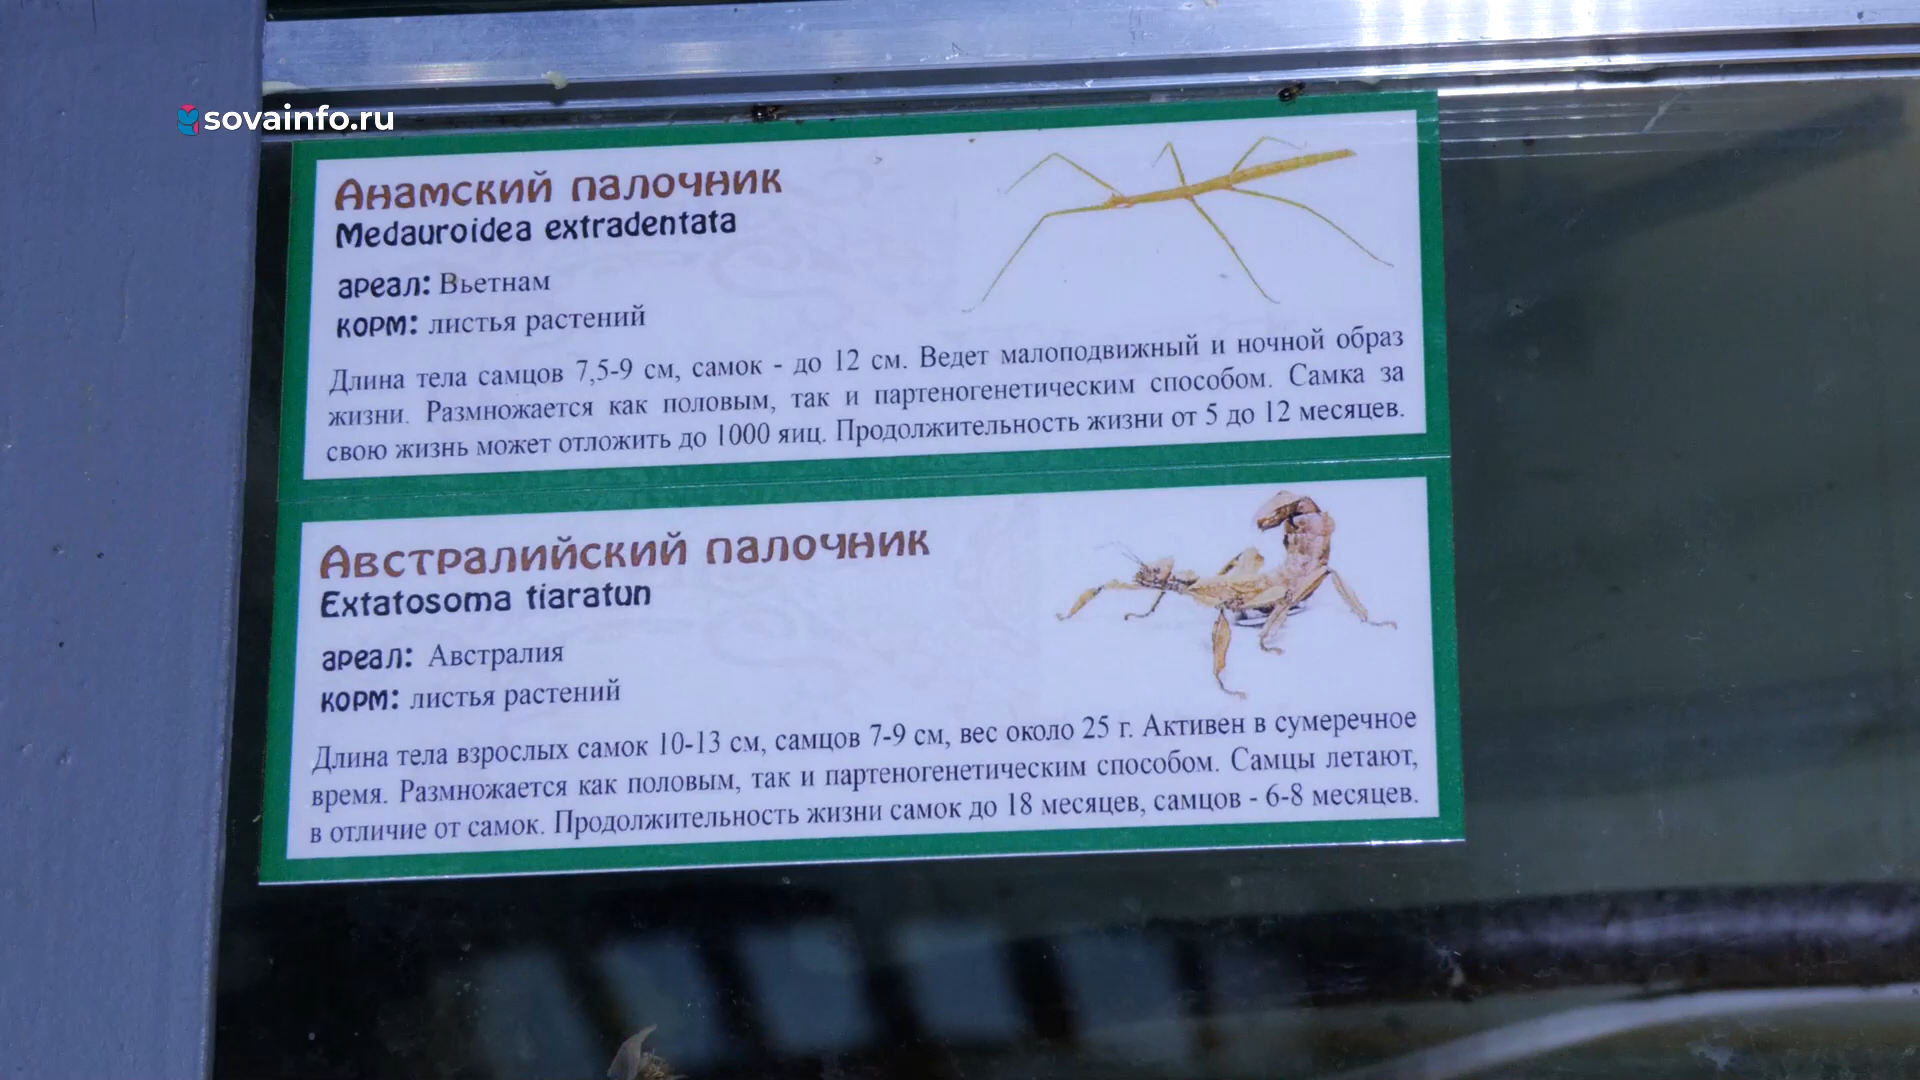 sovainfo.ru
Анамский палочник
Medauroidea extradentata
ареал: Вьетнам
корм: листья растений
Длина тела самцов 7,5-9 см, самок - до 12 см. Ведет малоподвижный и ночной образ
жизни. Размножается как половым, так и партеногенетическим способом. Самка за
свою жизнь может отложить до 1000 яиц. Продолжительность жизни от 5 до 12 месяцев.
Австралийский палочник
Extatosoma tiaratun
ареал: Австралия
корм: листья растений
Длина тела взрослых самок 10-13 см, самцов 7-9 см, вес около 25 г. Активен в сумеречное
время. Размножается как половым, так и партеногенетическим способом. Самцы летают,
в отличие от самок. Продолжительность жизни самок до 18 месяцев, самцов - 6-8 месяцев.